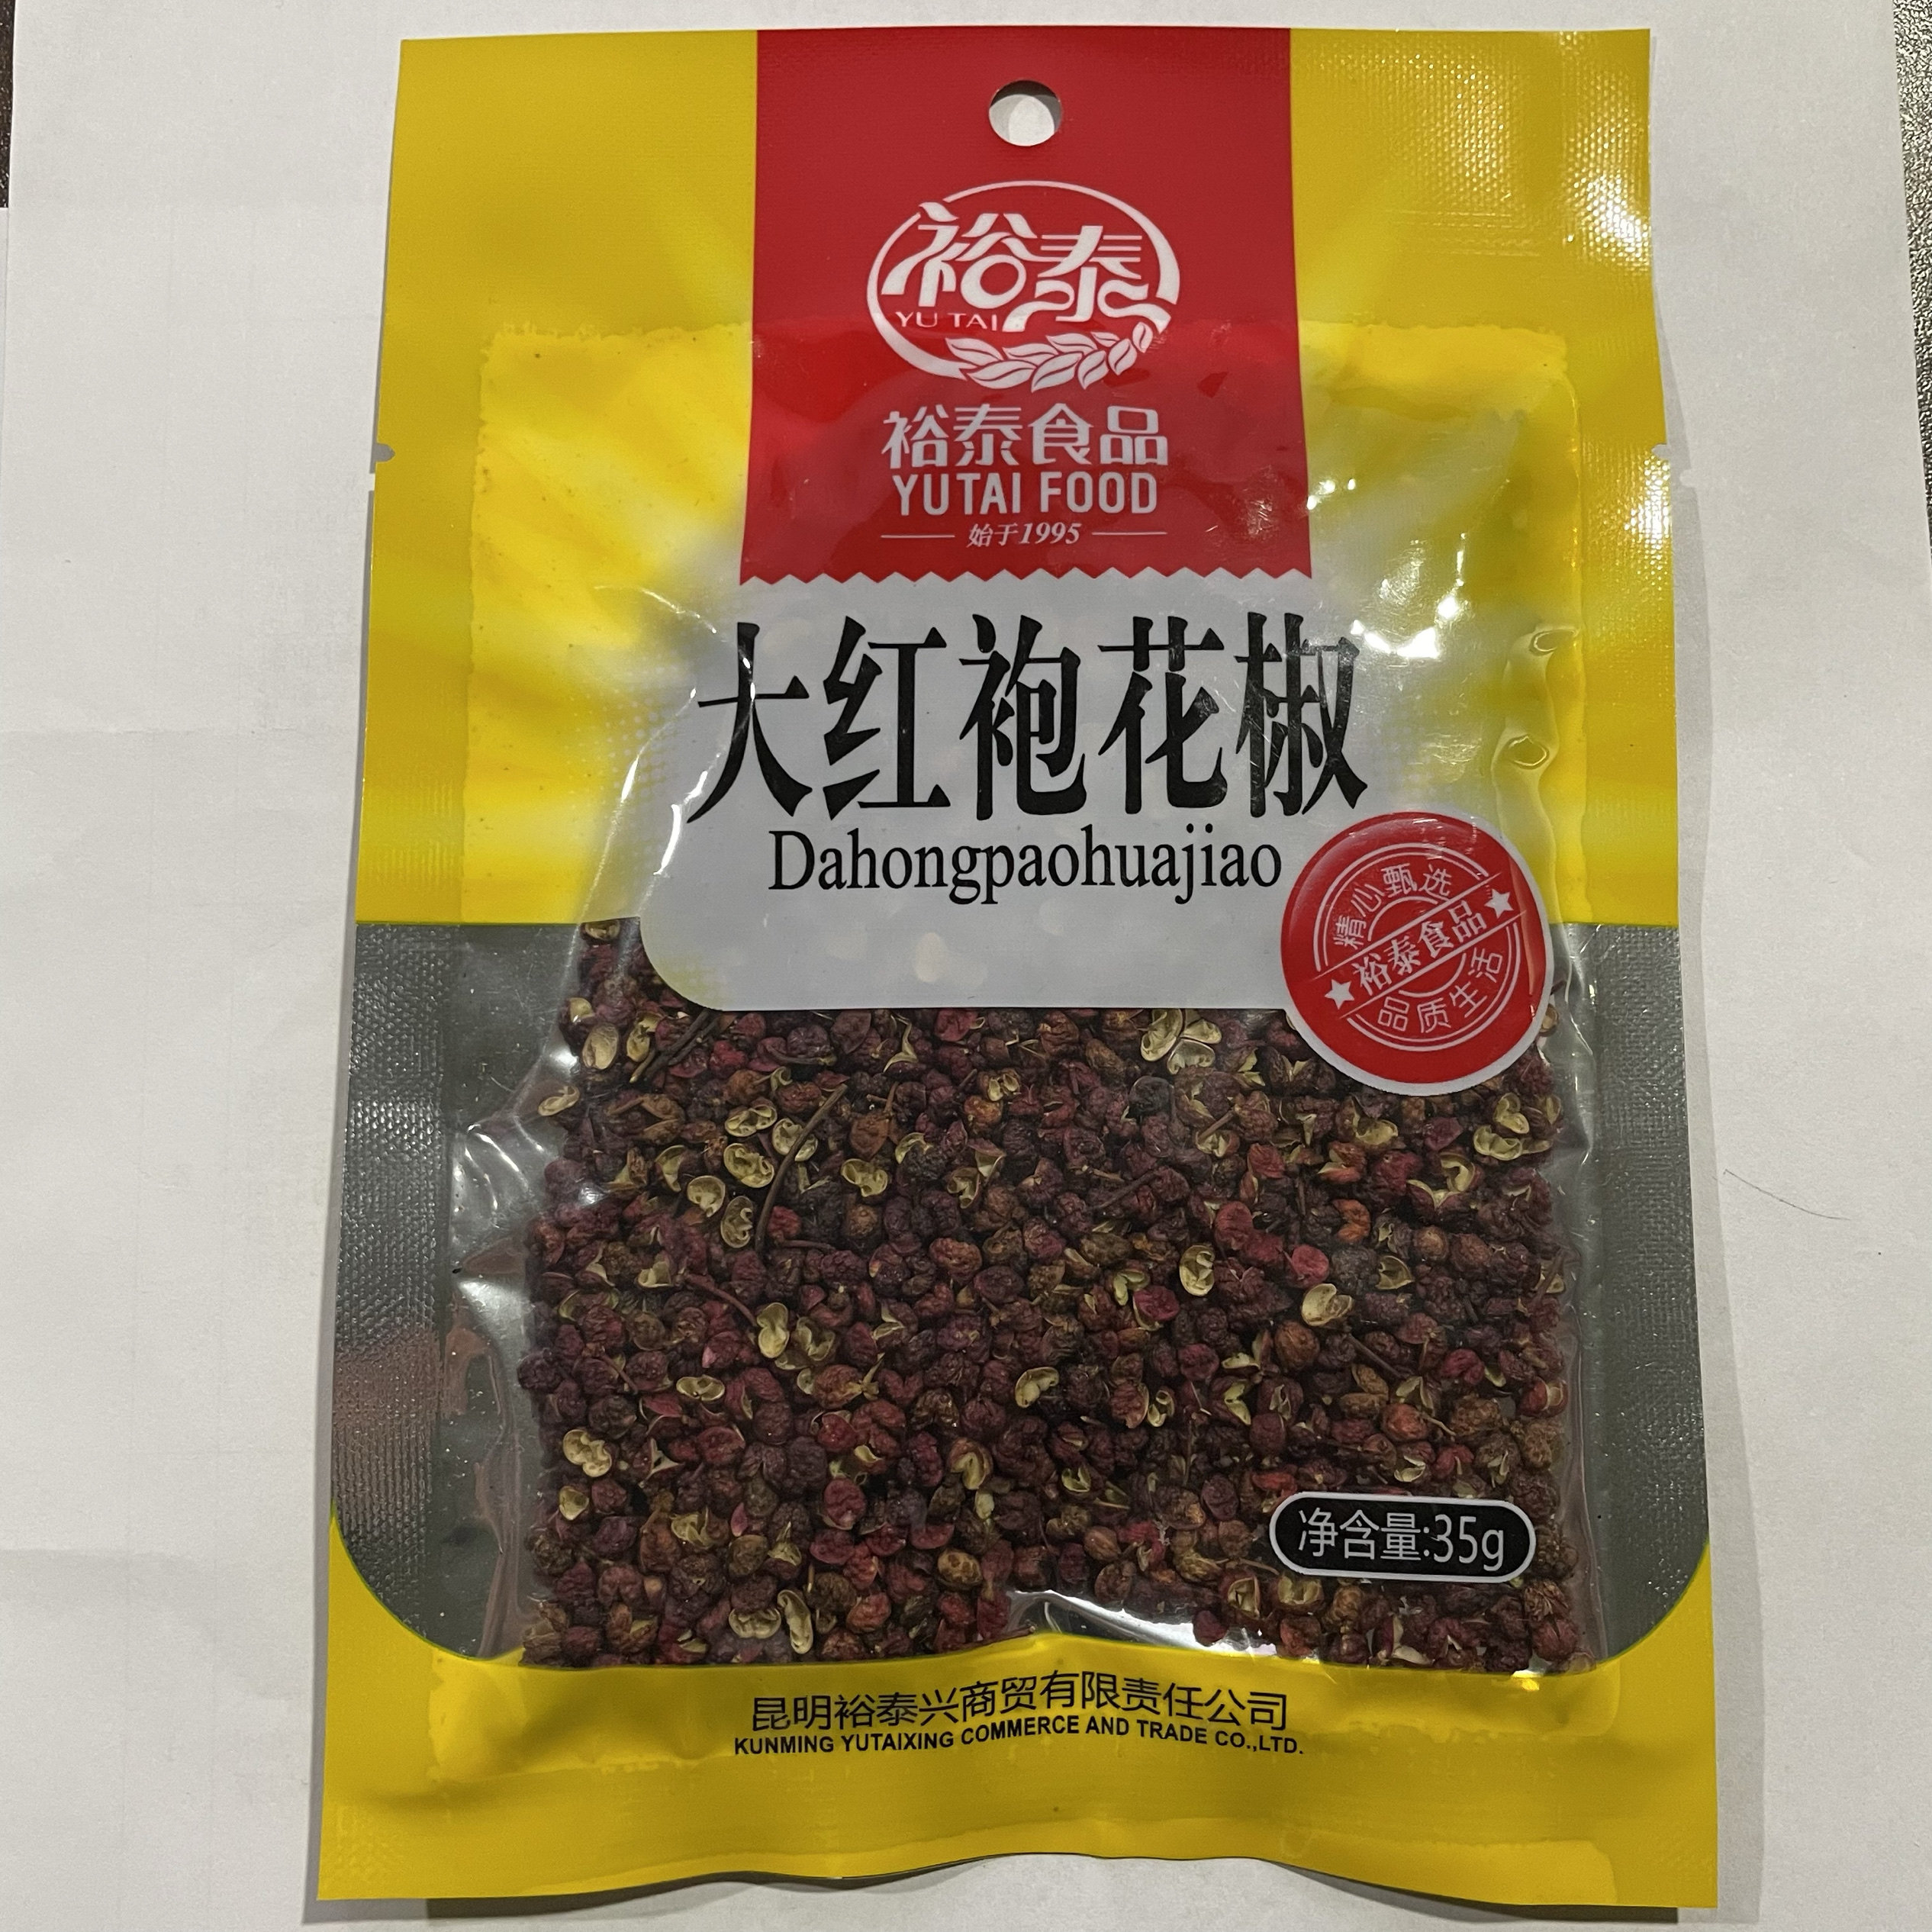 裕泰
YU TAI
裕泰食品
YUTAI FOOD
始于1995
大红袍花椒
Dahongpaohuajiao
精心甄选
裕泰食品
品质生活
净含量:35g
昆明裕泰兴商贸有限责任公司
KUNMING YUTAIXING COMMERCE AND TRADE CO.,LTD.